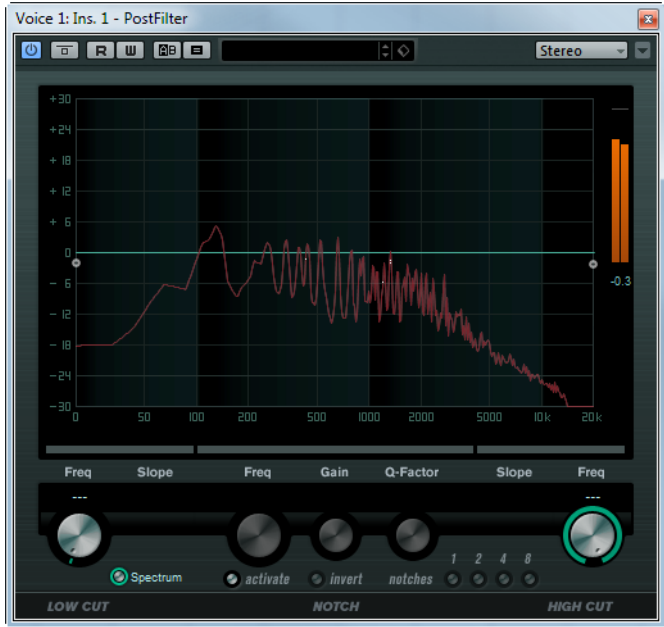 Voice 1: Ins. 1 - PostFilter
R W AB Stereo
+30
+24
+18
+12
+ 6
0
- 6
-12
-18
-24
-30
-0.3
0 50 100 200 500 1000 2000 5000 10k 20k
Freq Slope Freq Gain Q-Factor Slope Freq
--- ---
1 2 4 8
Spectrum activate invert notches
LOW CUT NOTCH HIGH CUT